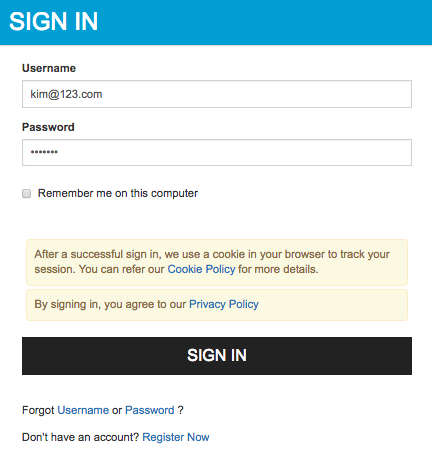 SIGN IN
Username
kim@123.com
Password
•••••••
Remember me on this computer
After a successful sign in, we use a cookie in your browser to track your
session. You can refer our Cookie Policy for more details.
By signing in, you agree to our Privacy Policy
SIGN IN
Forgot Username or Password ?
Don't have an account? Register Now